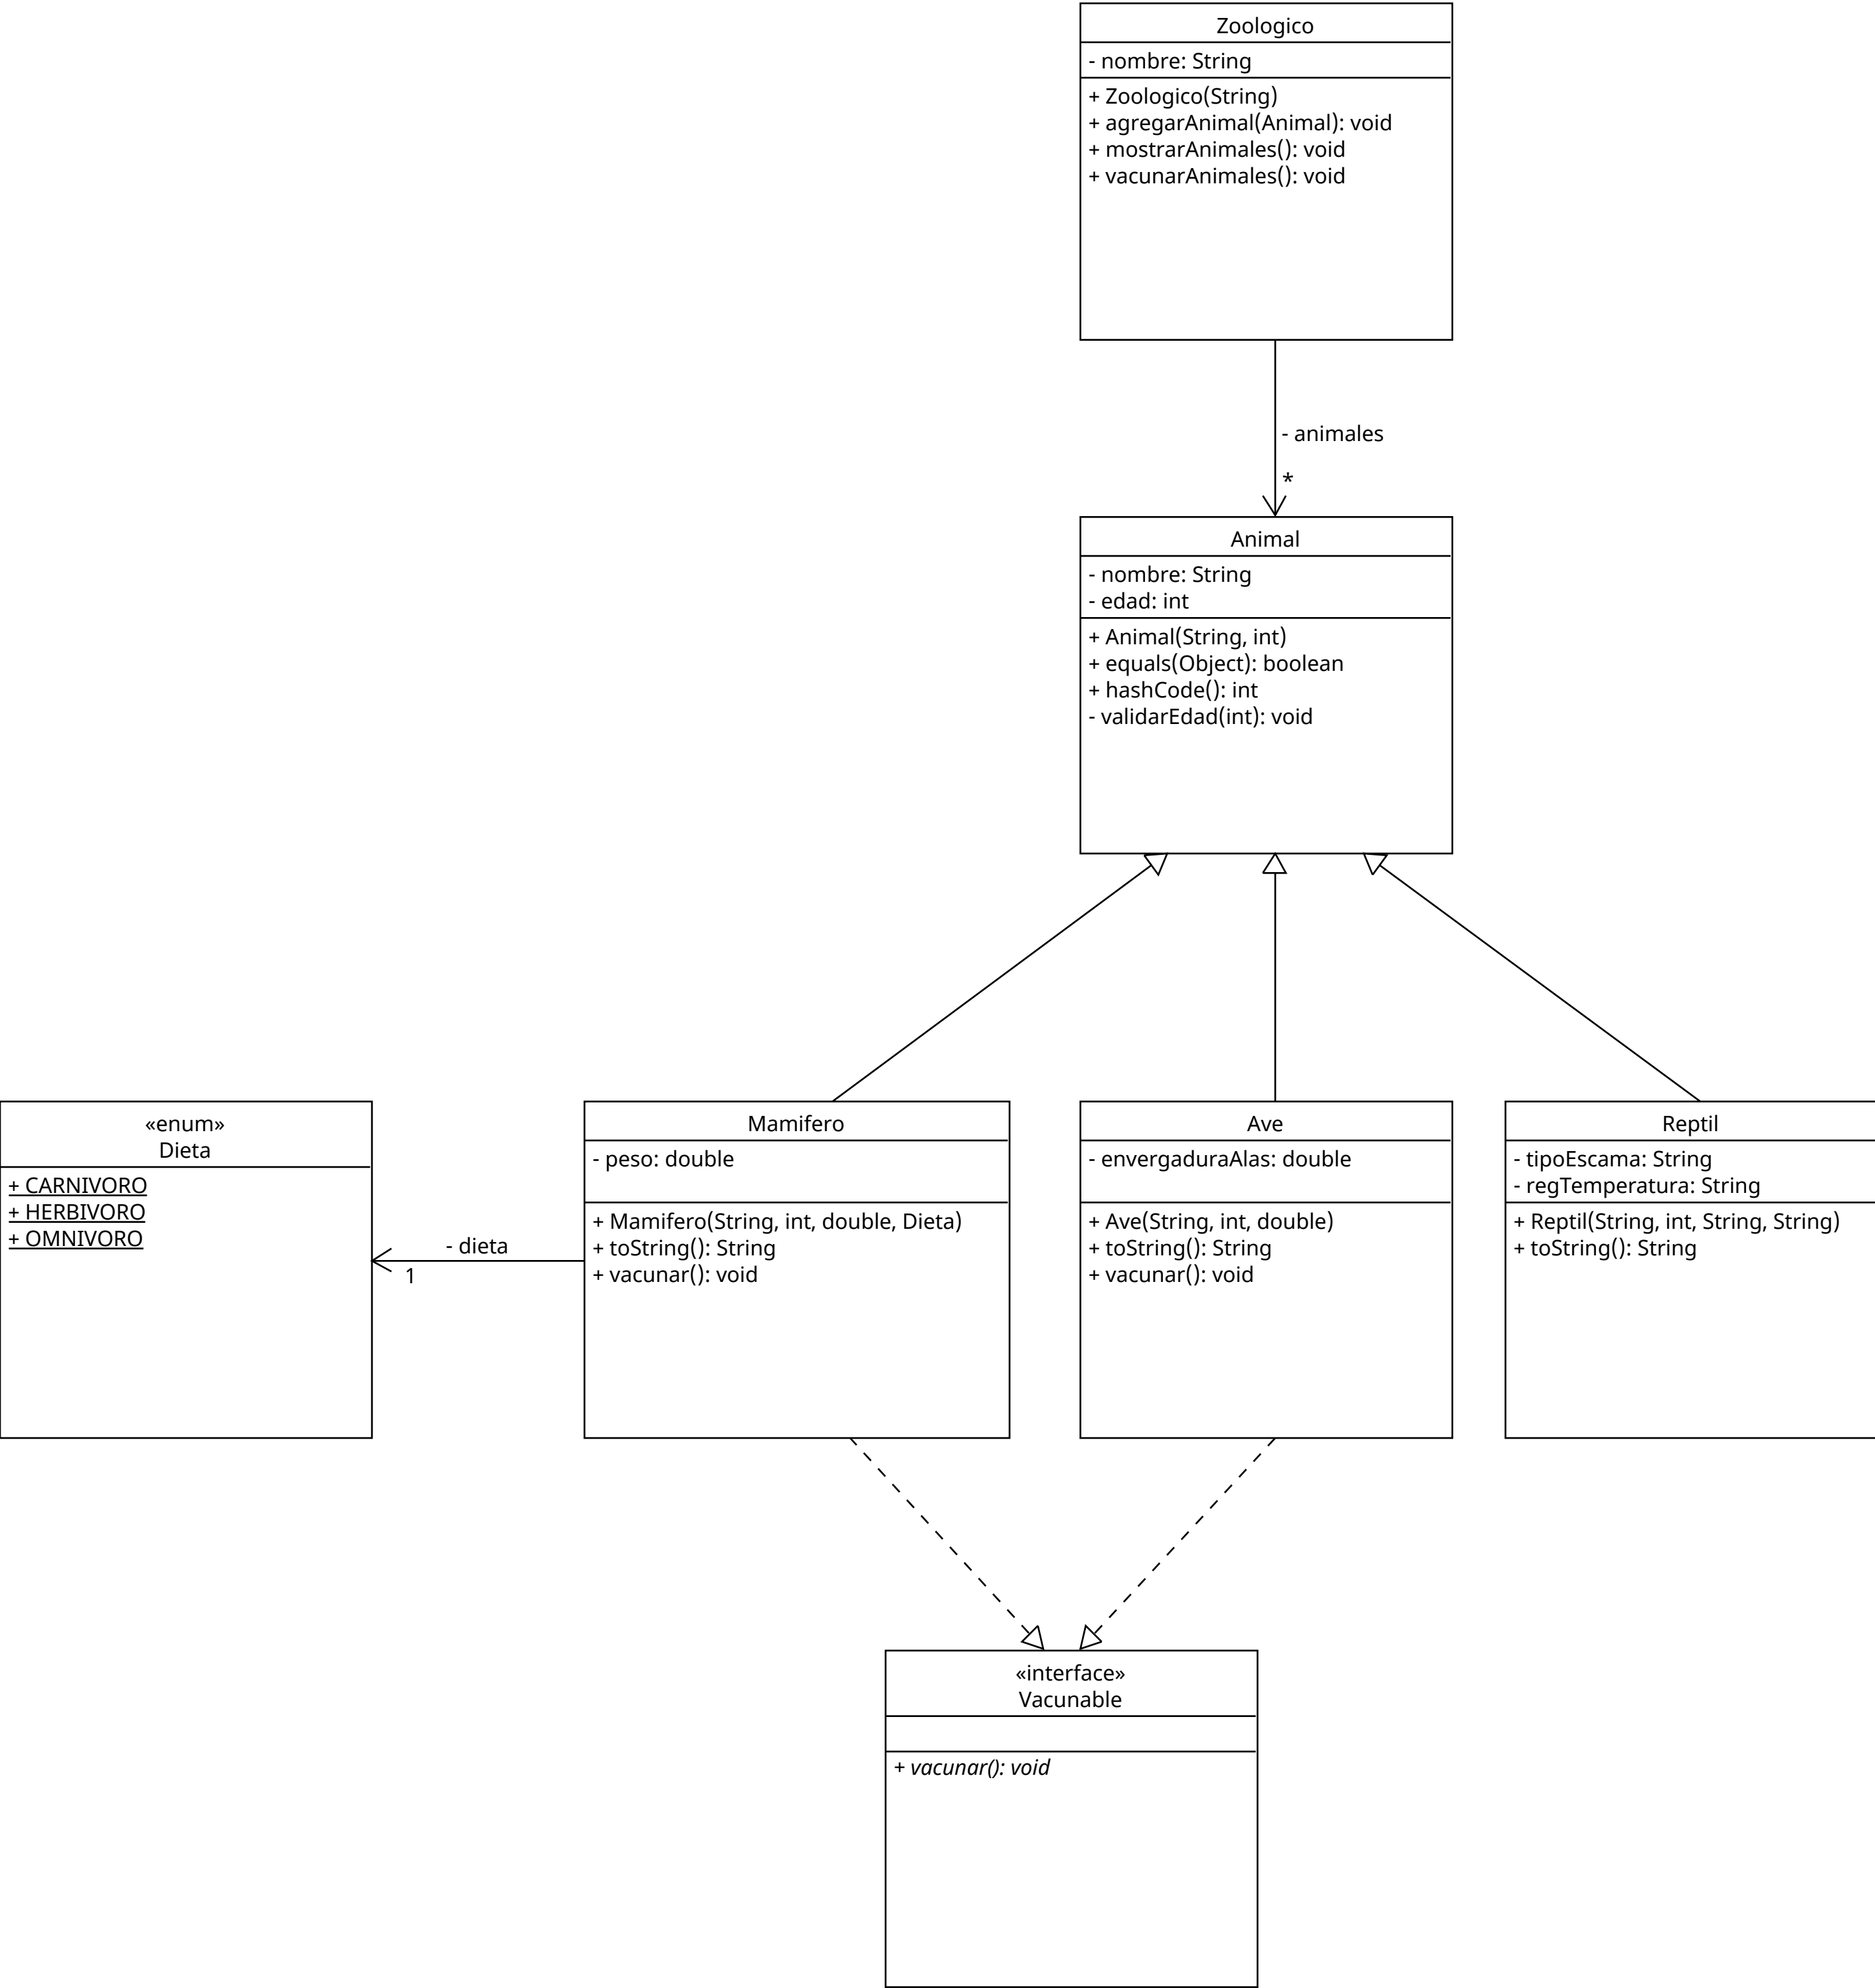 Zoologico
- nombre: String
+ Zoologico(String)
+ agregarAnimal(Animal): void
+ mostrarAnimales(): void
+ vacunarAnimales(): void
- animales
*
Animal
- nombre: String
- edad: int
+ Animal(String, int)
+ equals(Object): boolean
+ hashCode(): int
- validarEdad(int): void
«enum»
Dieta
+ CARNIVORO
+ HERBIVORO
+ OMNIVORO
- dieta
1
Mamifero
- peso: double
+ Mamifero(String, int, double, Dieta)
+ toString(): String
+ vacunar(): void
Ave
- envergaduraAlas: double
+ Ave(String, int, double)
+ toString(): String
+ vacunar(): void
Reptil
- tipoEscama: String
- regTemperatura: String
+ Reptil(String, int, String, String)
+ toString(): String
«interface»
Vacunable
+ vacunar(): void